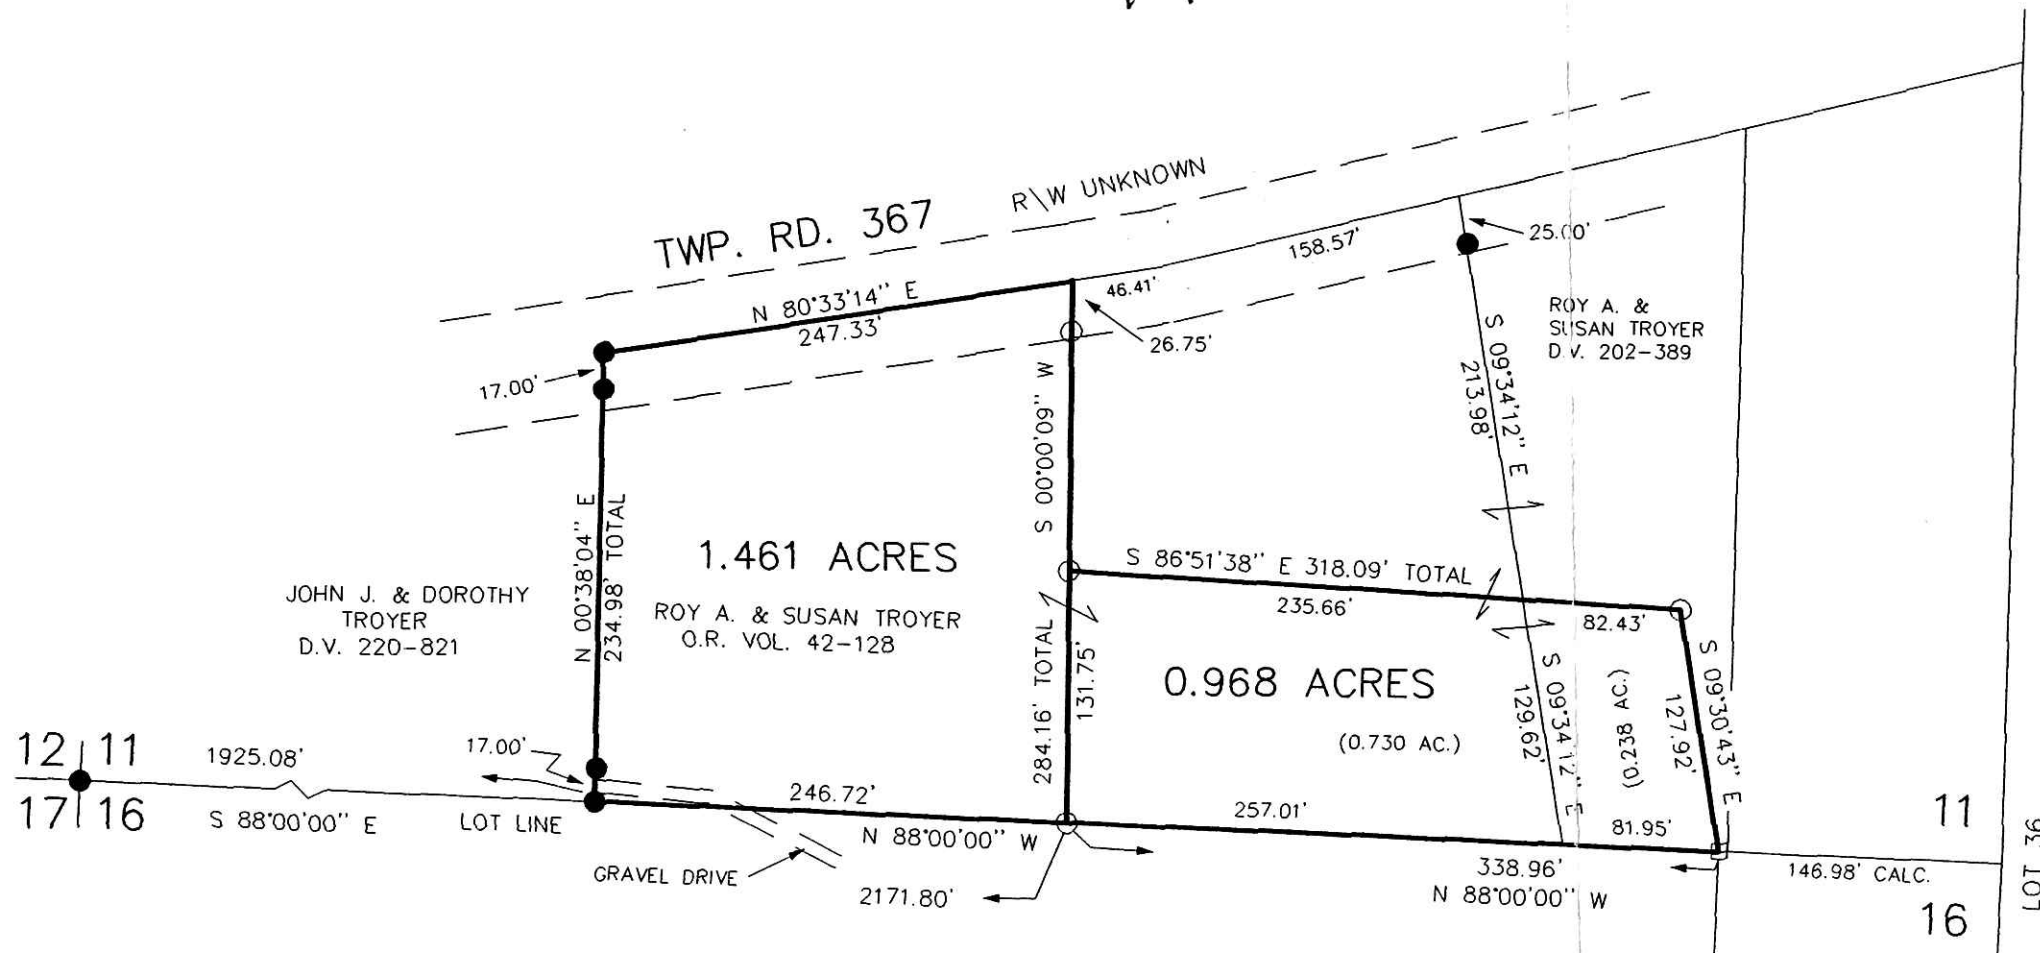 TWP. RD. 367
R\W UNKNOWN
N 80°33'14" E
247.33'
46.41'
158.57'
25.00'
26.75'
17.00'
ROY A. &
SUSAN TROYER
D.V. 202-389
S 09°34'12" E
213.98'
S 00°00'09" W
N 00°38'04" E
234.98' TOTAL
1.461 ACRES
ROY A. & SUSAN TROYER
O.R. VOL. 42-128
JOHN J. & DOROTHY
TROYER
D.V. 220-821
S 86°51'38" E 318.09' TOTAL
235.66'
82.43'
284.16' TOTAL
131.75'
0.968 ACRES
(0.730 AC.)
S 09°34'12" E
129.62'
(0.238 AC.)
S 09°30'43" E
127.92'
12 11
17 16
1925.08'
S 88°00'00" E
LOT LINE
17.00'
246.72'
N 88°00'00" W
GRAVEL DRIVE
2171.80'
257.01'
81.95'
338.96'
N 88°00'00" W
146.98' CALC.
11
16
LOT 36